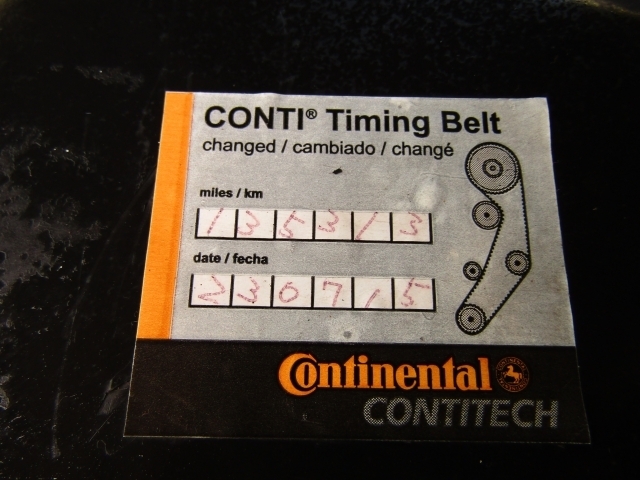 CONTI® Timing Belt
changed / cambiado / changé
miles / km
135313
date / fecha
230715
Continental
CONTITECH